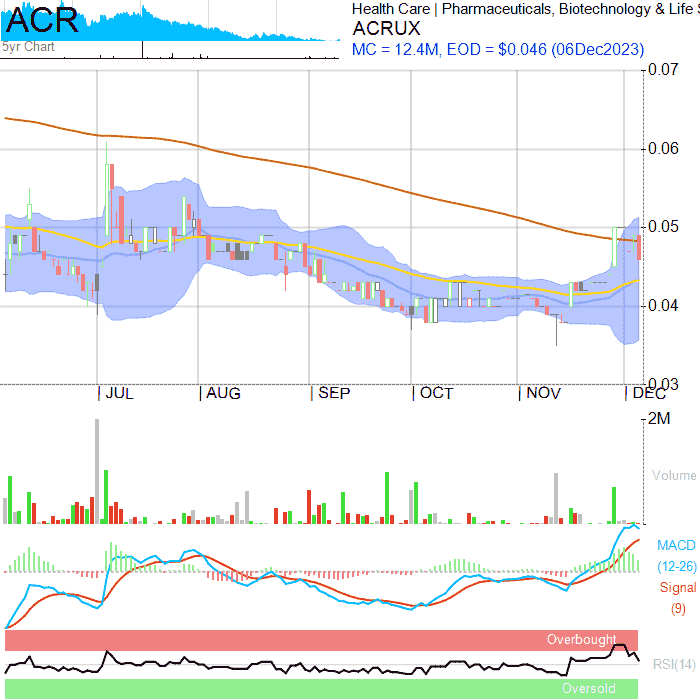 ACR
5yr Chart
Health Care | Pharmaceuticals, Biotechnology & Life
ACRUX
MC = 12.4M, EOD = $0.046 (06Dec2023)
0.07
0.06
0.05
0.04
0.03
JUL AUG SEP OCT NOV DEC
2M
Volume
MACD
(12-26)
Signal
(9)
Overbought
RSI(14)
Oversold